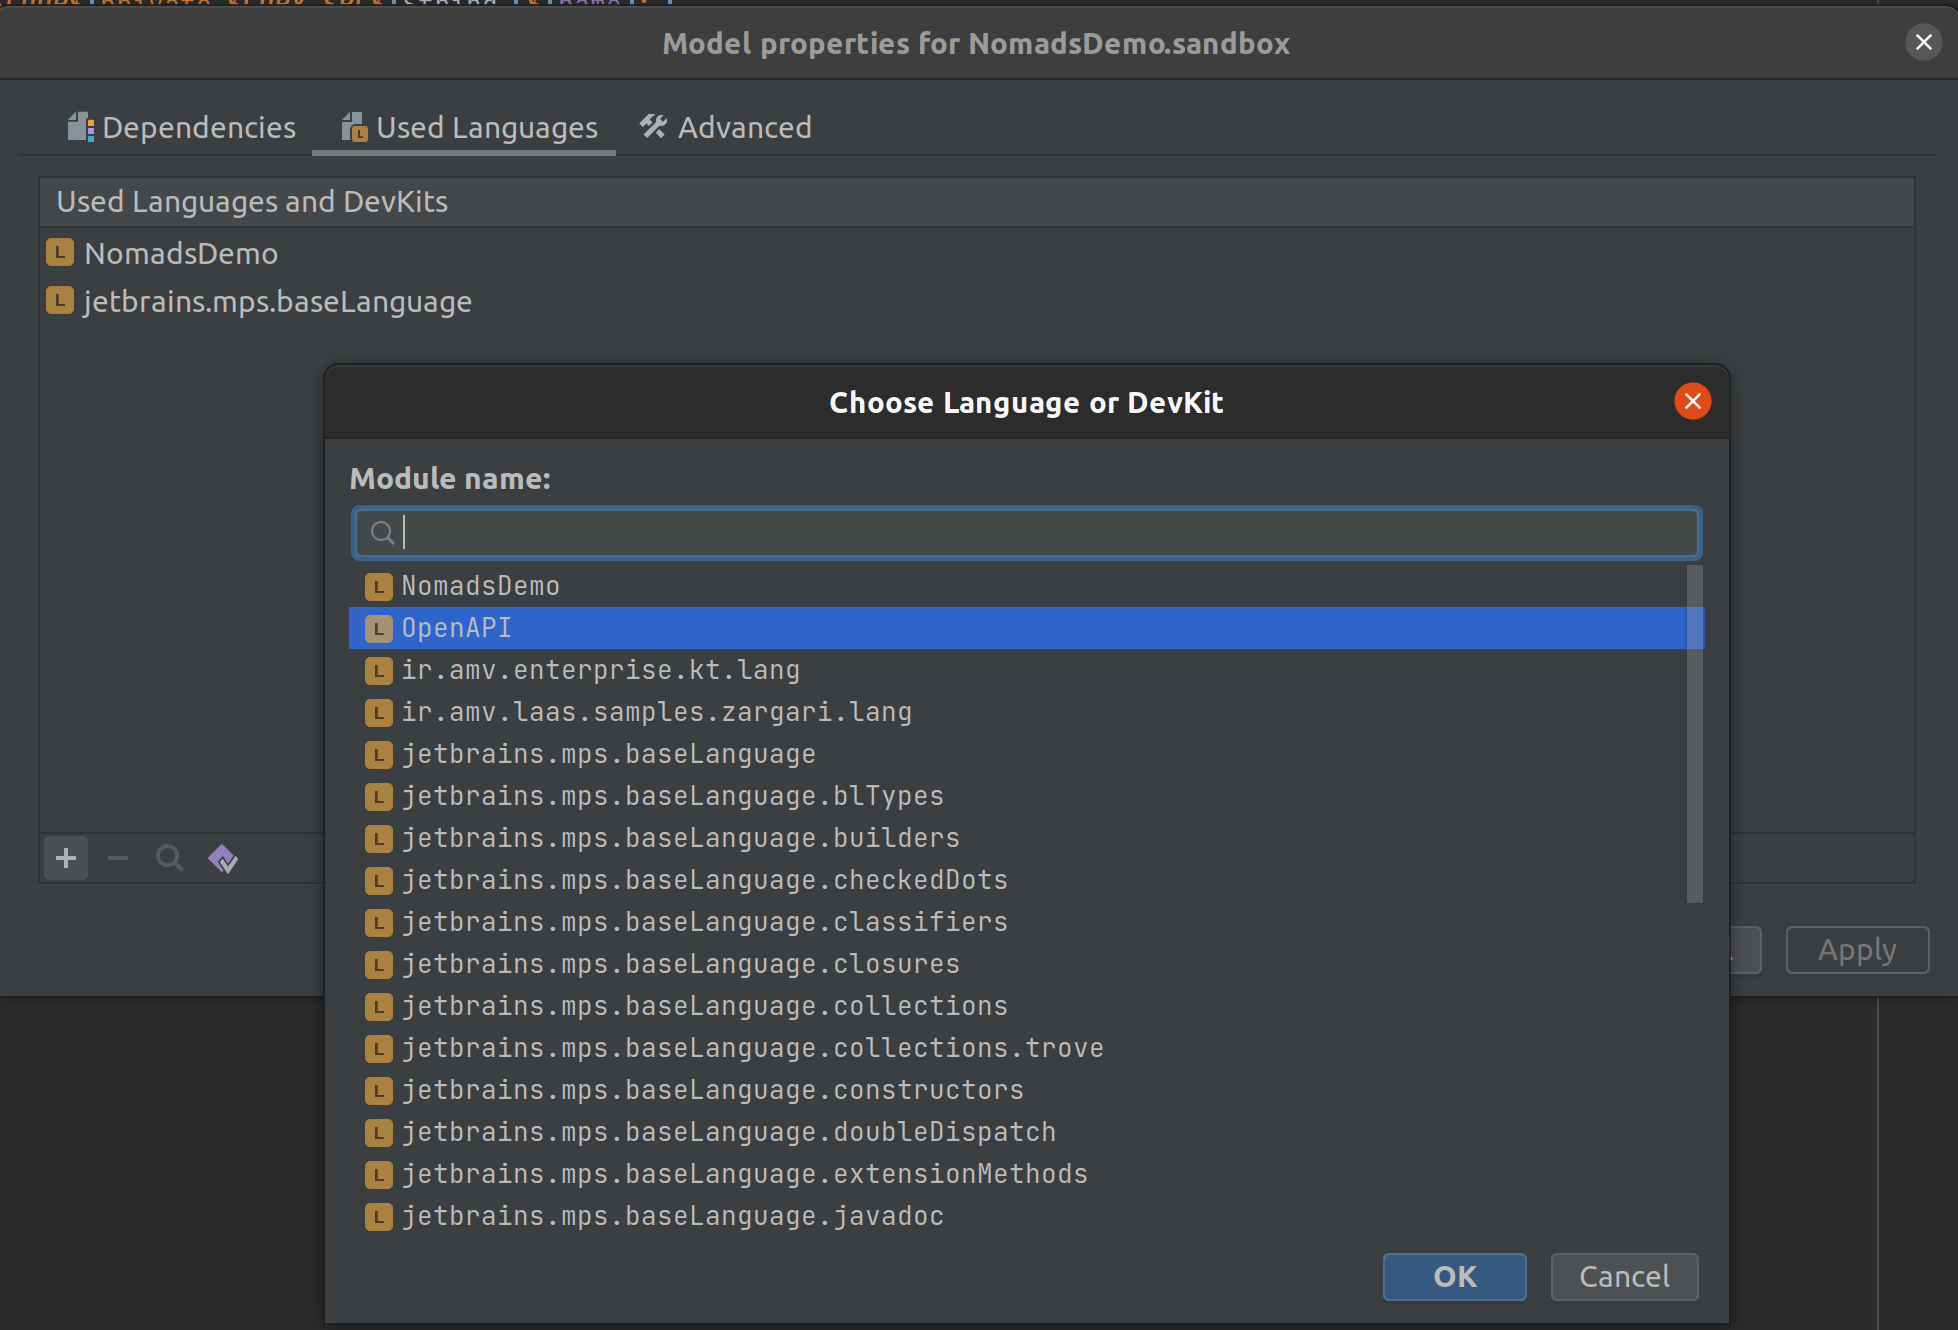 Model properties for NomadsDemo.sandbox
Dependencies Used Languages Advanced
Used Languages and DevKits
L NomadsDemo
L jetbrains.mps.baseLanguage
Choose Language or DevKit
Module name:
L NomadsDemo
L OpenAPI
L ir.amv.enterprise.kt.lang
L ir.amv.laas.samples.zargari.lang
L jetbrains.mps.baseLanguage
L jetbrains.mps.baseLanguage.blTypes
L jetbrains.mps.baseLanguage.builders
L jetbrains.mps.baseLanguage.checkedDots
L jetbrains.mps.baseLanguage.classifiers
L jetbrains.mps.baseLanguage.closures
L jetbrains.mps.baseLanguage.collections
L jetbrains.mps.baseLanguage.collections.trove
L jetbrains.mps.baseLanguage.constructors
L jetbrains.mps.baseLanguage.doubleDispatch
L jetbrains.mps.baseLanguage.extensionMethods
L jetbrains.mps.baseLanguage.javadoc
Apply
OK Cancel